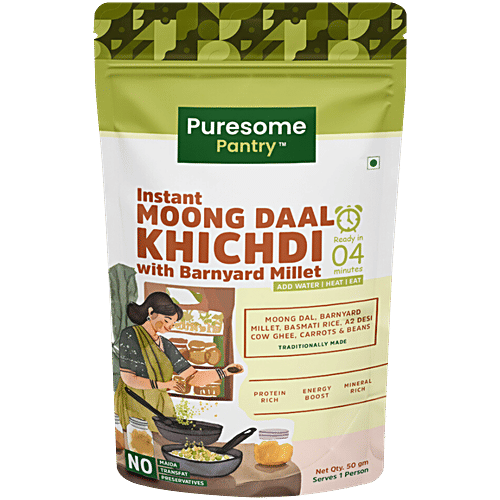 Puresome
Pantry™
Instant
MOONG DAAL
KHICHDI
with Barnyard Millet
Ready in
04
minutes
ADD WATER | HEAT | EAT
MOONG DAL, BARNYARD
MILLET, BASMATI RICE, A2 DESI
COW GHEE, CARROTS & BEANS
TRADITIONALLY MADE
PROTEIN
RICH
ENERGY
BOOST
MINERAL
RICH
NO
MAIDA
TRANSFAT
PRESERVATIVES
Net Qty. 50 gm
Serves 1 Person